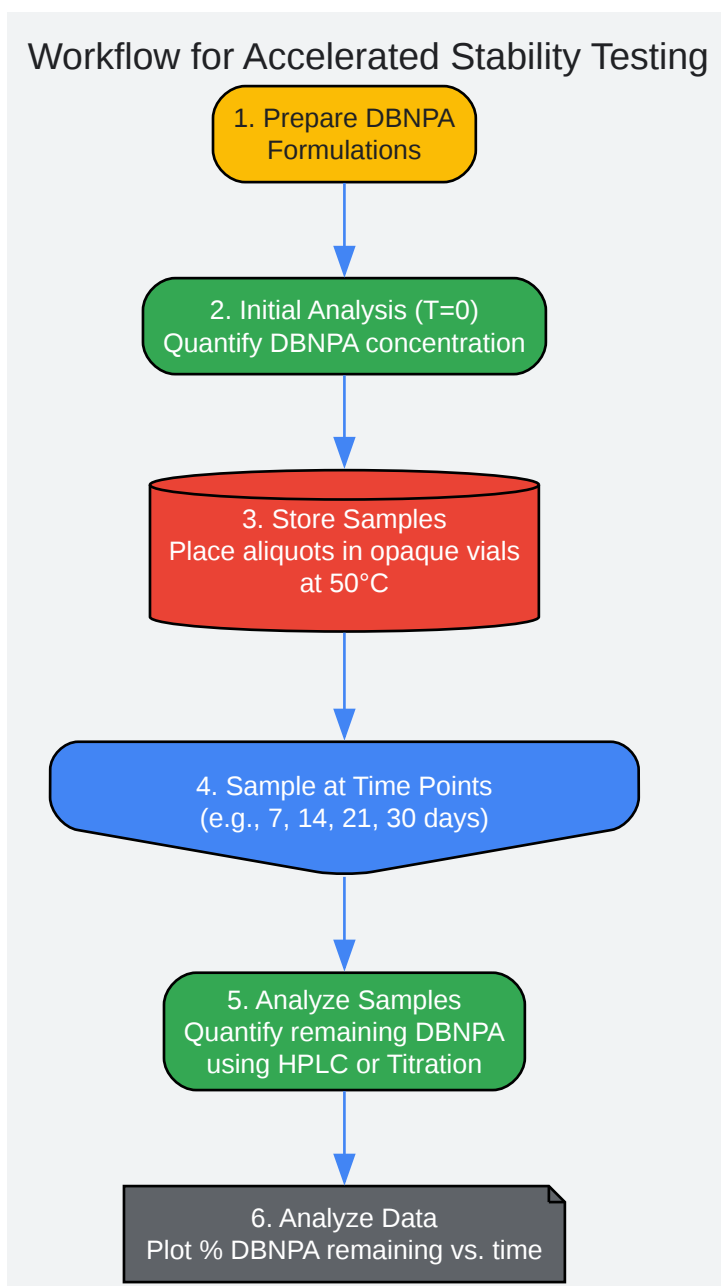 Workflow for Accelerated Stability Testing
1. Prepare DBNPA
Formulations
2. Initial Analysis (T=0)
Quantify DBNPA concentration
3. Store Samples
Place aliquots in opaque vials
at 50°C
4. Sample at Time Points
(e.g., 7, 14, 21, 30 days)
5. Analyze Samples
Quantify remaining DBNPA
using HPLC or Titration
6. Analyze Data
Plot % DBNPA remaining vs. time